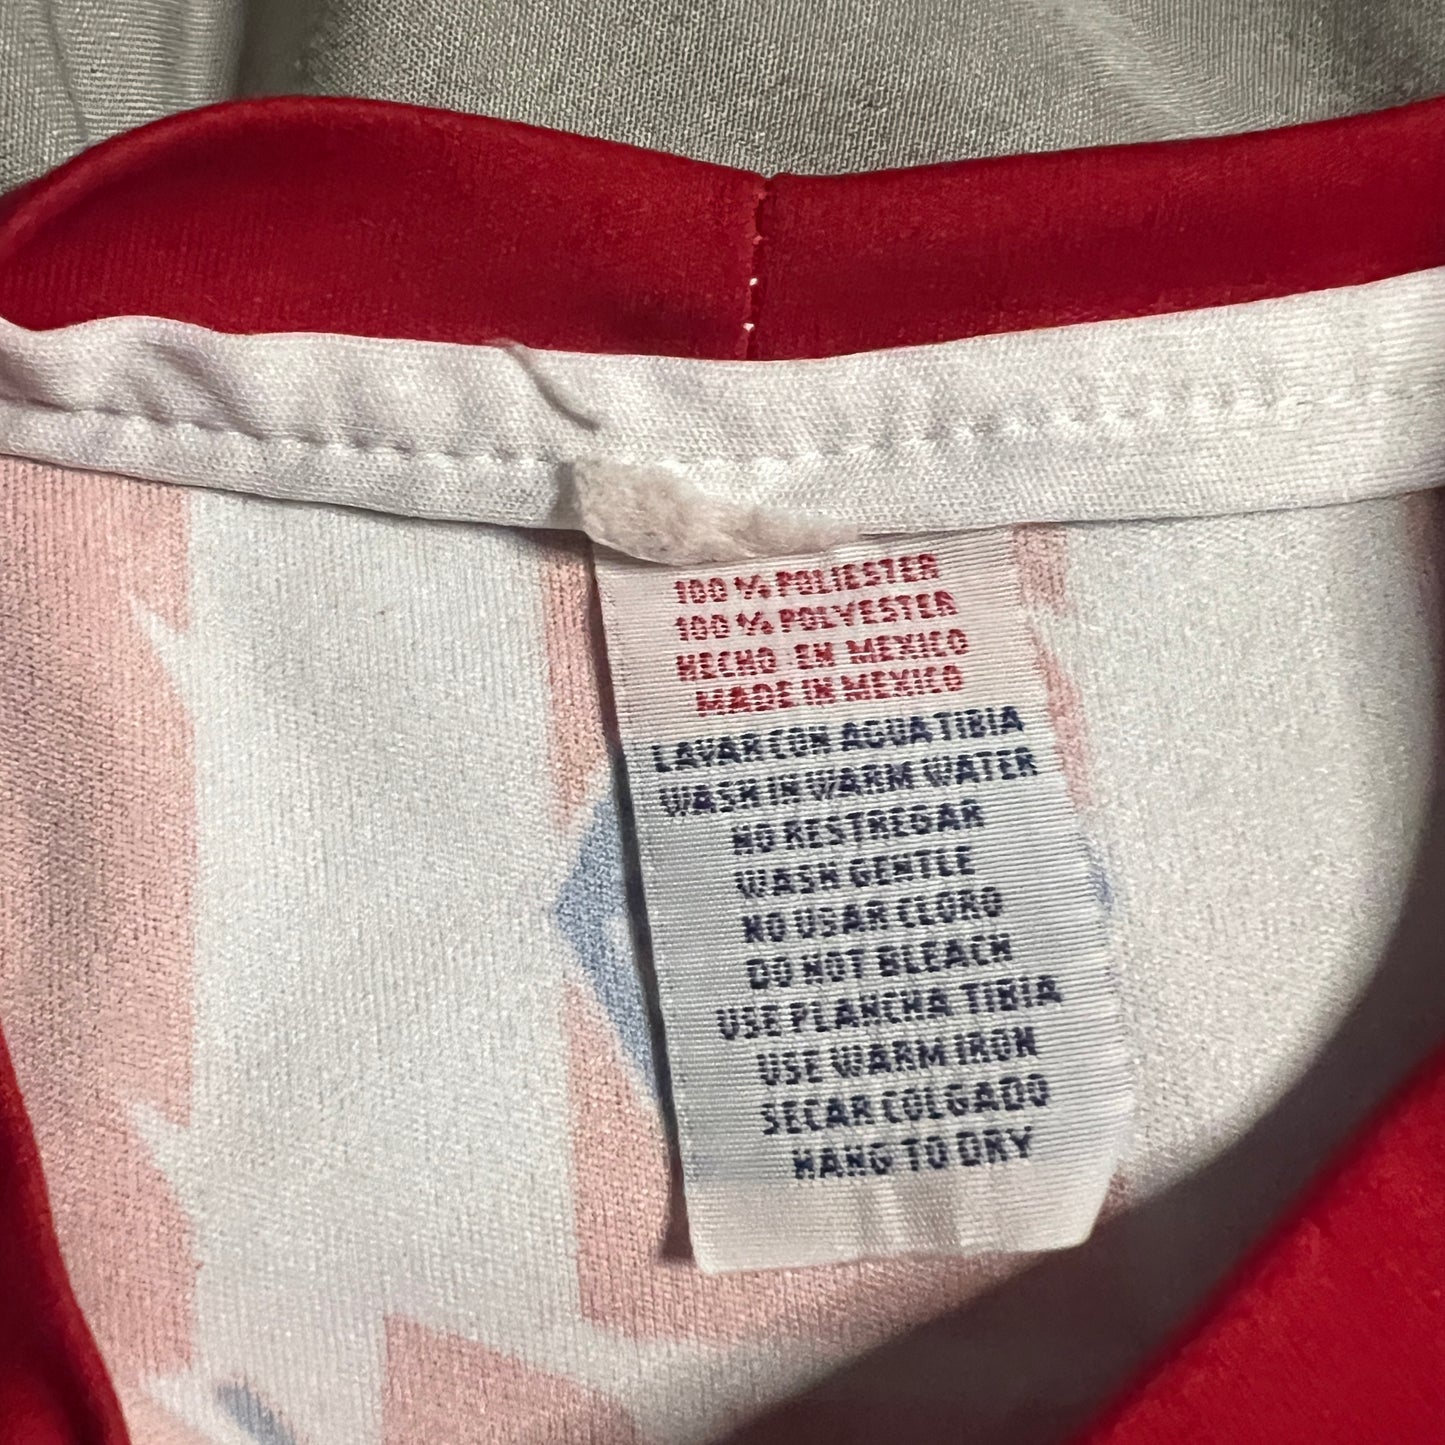 100 % POLIESTER
100 % POLYESTER
HECHO EN MEXICO
MADE IN MEXICO
LAVAR CON AGUA TIBIA
WASH IN WARM WATER
NO RESTREGAR
WASH GENTLE
NO USAR CLORO
DO NOT BLEACH
USE PLANCHA TIBIA
USE WARM IRON
SECAR COLGADO
HANG TO DRY